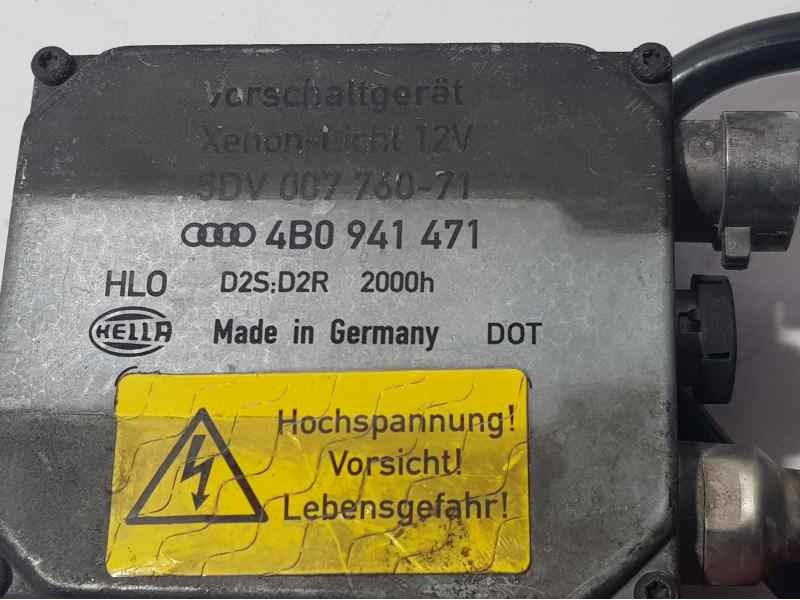 Vorschaltgerät
Xenon-Licht 12V
5DV 007 760-71
4B0 941 471
HLO D2S;D2R 2000h
HELLA Made in Germany DOT
Hochspannung!
Vorsicht!
Lebensgefahr!